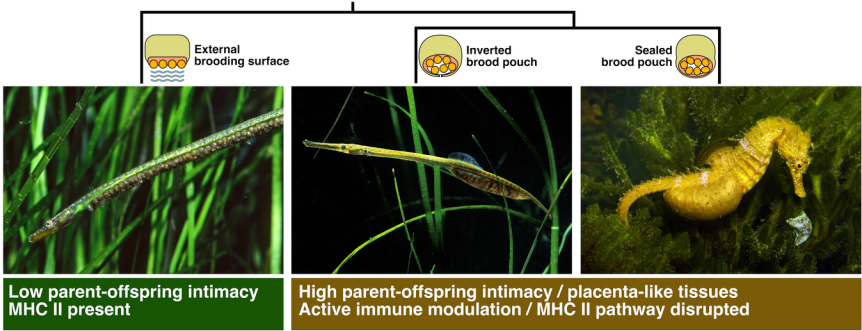 External
brooding surface
Inverted
brood pouch
Sealed
brood pouch
Low parent-offspring intimacy
MHC II present
High parent-offspring intimacy / placenta-like tissues
Active immune modulation / MHC II pathway disrupted